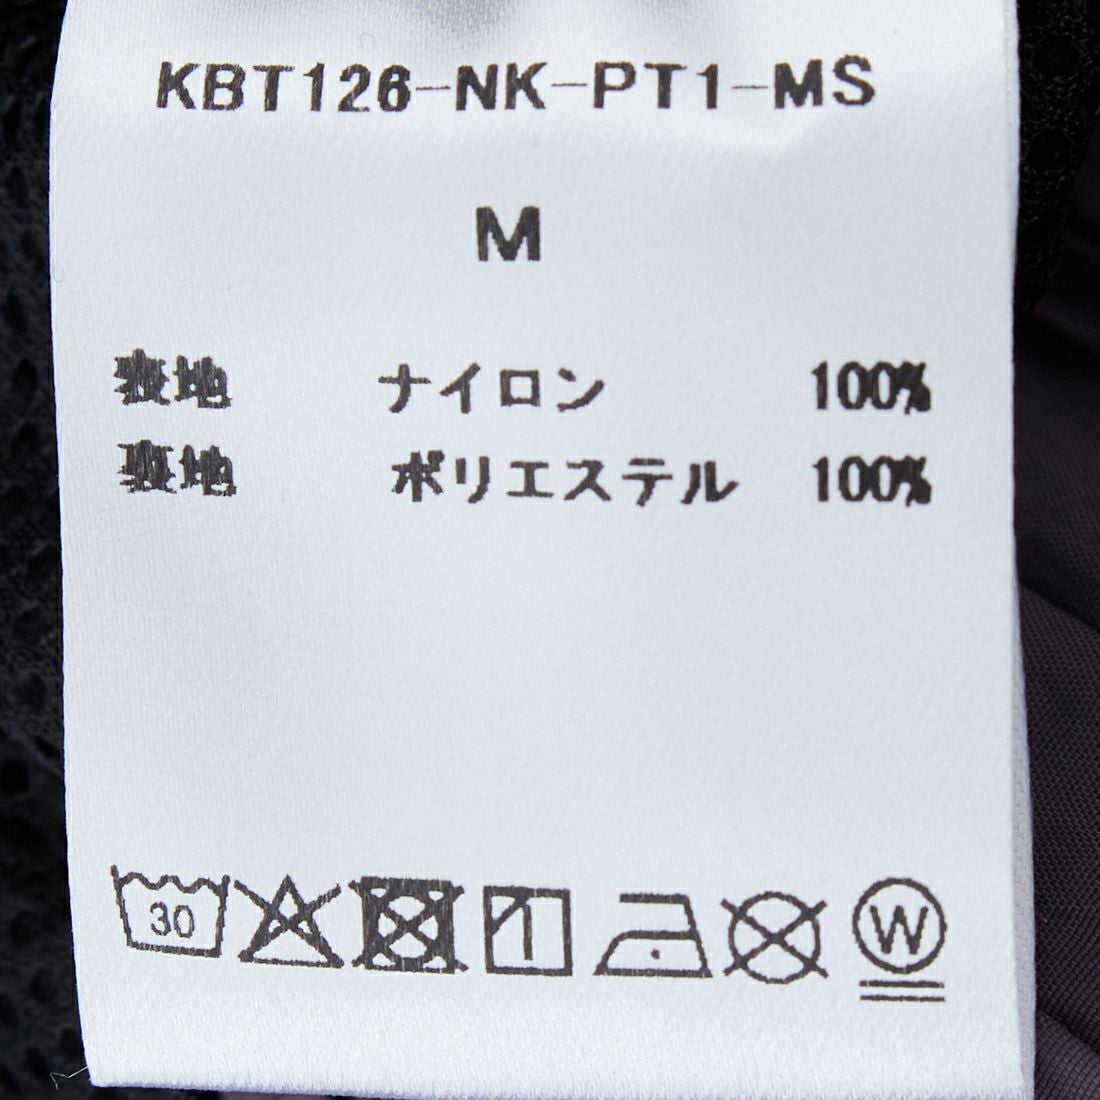 KBT126-NK-PT1-MS
M
表地 ナイロン 100%
裏地 ポリエステル 100%
30
W